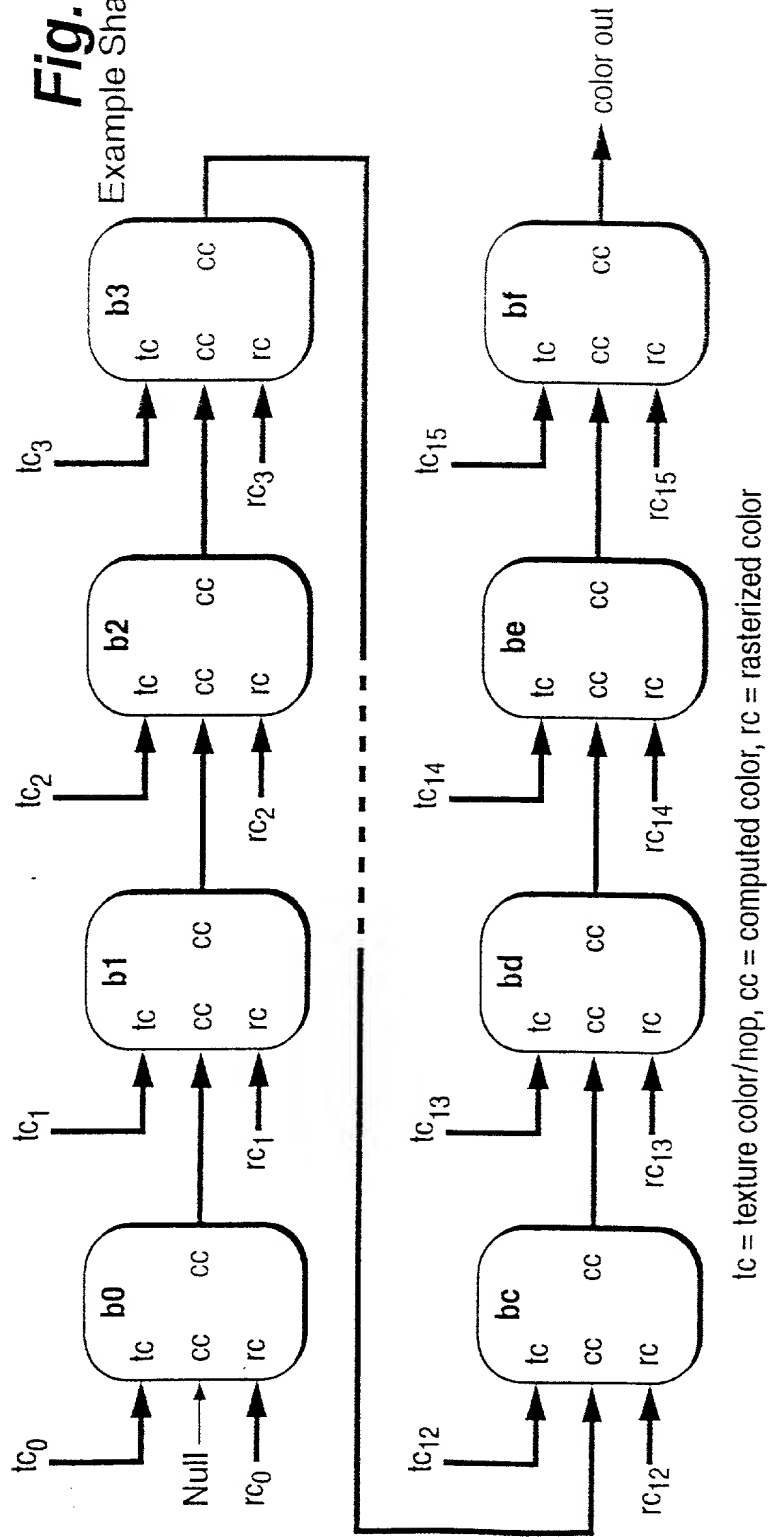 Fig.
Example Sha
tc0
Null
rc0
b0
tc
cc
rc
cc
tc1
rc1
b1
tc
cc
rc
cc
tc2
rc2
b2
tc
cc
rc
cc
tc3
rc3
b3
tc
cc
rc
cc
tc12
rc12
bc
tc
cc
rc
cc
tc13
rc13
bd
tc
cc
rc
cc
tc14
rc14
be
tc
cc
rc
cc
tc15
rc15
bf
tc
cc
rc
cc
color out
tc = texture color/nop, cc = computed color, rc = rasterized color